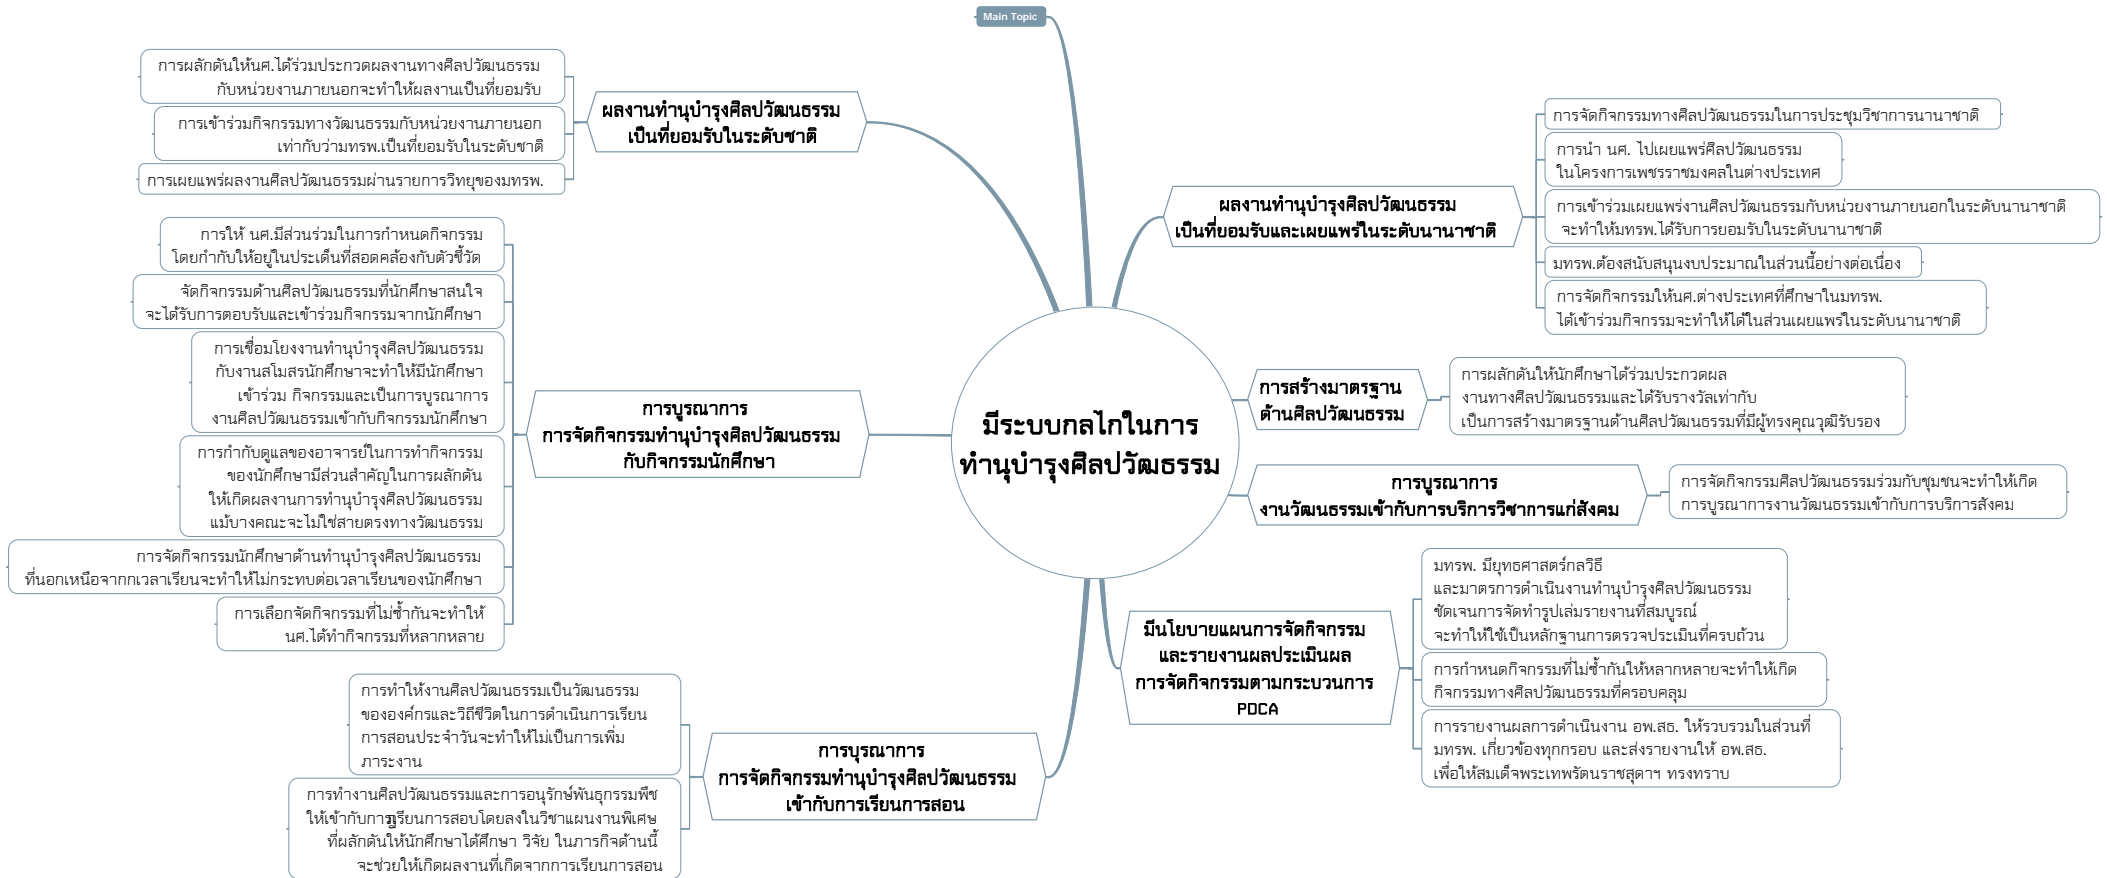 Main Topic
มีระบบกลไกในการ
ทำนุบำรุงศิลปวัฒธรรม
ผลงานทำนุบำรุงศิลปวัฒนธรรม
เป็นที่ยอมรับและเผยแพร่ในระดับนานาชาติ
การจัดกิจกรรมทางศิลปวัฒนธรรมในการประชุมวิชาการนานาชาติ
การนำ นศ. ไปเผยแพร่ศิลปวัฒนธรรม
ในโครงการเพชรราชมงคลในต่างประเทศ
การเข้าร่วมเผยแพร่งานศิลปวัฒนธรรมกับหน่วยงานภายนอกในระดับนานาชาติ
จะทำให้มทรพ.ได้รับการยอมรับในระดับนานาชาติ
มทรพ.ต้องสนับสนุนงบประมาณในส่วนนี้อย่างต่อเนื่อง
การจัดกิจกรรมให้นศ.ต่างประเทศที่ศึกษาในมทรพ.
ได้เข้าร่วมกิจกรรมจะทำให้ได้ในส่วนเผยแพร่ในระดับนานาชาติ
การสร้างมาตรฐาน
ด้านศิลปวัฒนธรรม
การผลักดันให้นักศึกษาได้ร่วมประกวดผล
งานทางศิลปวัฒนธรรมและได้รับรางวัลเท่ากับ
เป็นการสร้างมาตรฐานด้านศิลปวัฒนธรรมที่มีผู้ทรงคุณวุฒิรับรอง
การบูรณาการ
งานวัฒนธรรมเข้ากับการบริการวิชาการแก่สังคม
การจัดกิจกรรมศิลปวัฒนธรรมร่วมกับชุมชนจะทำให้เกิด
การบูรณาการงานวัฒนธรรมเข้ากับการบริการสังคม
มีนโยบายแผนการจัดกิจกรรม
และรายงานผลประเมินผล
การจัดกิจกรรมตามกระบวนการ
PDCA
มทรพ. มียุทธศาสตร์กลวิธี
และมาตรการดำเนินงานทำนุบำรุงศิลปวัฒนธรรม
ชัดเจนการจัดทำรูปเล่มรายงานที่สมบูรณ์
จะทำให้ใช้เป็นหลักฐานการตรวจประเมินที่ครบถ้วน
การกำหนดกิจกรรมที่ไม่ซ้ำกันให้หลากหลายจะทำให้เกิด
กิจกรรมทางศิลปวัฒนธรรมที่ครอบคลุม
การรายงานผลการดำเนินงาน อพ.สธ. ให้รวบรวมในส่วนที่
มทรพ. เกี่ยวข้องทุกกรอบ และส่งรายงานให้ อพ.สธ.
เพื่อให้สมเด็จพระเทพรัตนราชสุดาฯ ทรงทราบ
ผลงานทำนุบำรุงศิลปวัฒนธรรม
เป็นที่ยอมรับในระดับชาติ
การผลักดันให้นศ.ได้ร่วมประกวดผลงานทางศิลปวัฒนธรรม
กับหน่วยงานภายนอกจะทำให้ผลงานเป็นที่ยอมรับ
การเข้าร่วมกิจกรรมทางวัฒนธรรมกับหน่วยงานภายนอก
เท่ากับว่ามทรพ.เป็นที่ยอมรับในระดับชาติ
การเผยแพร่ผลงานศิลปวัฒนธรรมผ่านรายการวิทยุของมทรพ.
การบูรณาการ
การจัดกิจกรรมทำนุบำรุงศิลปวัฒนธรรม
กับกิจกรรมนักศึกษา
การให้ นศ.มีส่วนร่วมในการกำหนดกิจกรรม
โดยกำกับให้อยู่ในประเด็นที่สอดคล้องกับตัวชี้วัด
จัดกิจกรรมด้านศิลปวัฒนธรรมที่นักศึกษาสนใจ
จะได้รับการตอบรับและเข้าร่วมกิจกรรมจากนักศึกษา
การเชื่อมโยงงานทำนุบำรุงศิลปวัฒนธรรม
กับงานสโมสรนักศึกษาจะทำให้มีนักศึกษา
เข้าร่วม กิจกรรมและเป็นการบูรณาการ
งานศิลปวัฒนธรรมเข้ากับกิจกรรมนักศึกษา
การกำกับดูแลของอาจารย์ในการทำกิจกรรม
ของนักศึกษามีส่วนสำคัญในการผลักดัน
ให้เกิดผลงานการทำนุบำรุงศิลปวัฒนธรรม
แม้บางคณะจะไม่ใช่สายตรงทางวัฒนธรรม
การจัดกิจกรรมนักศึกษาด้านทำนุบำรุงศิลปวัฒนธรรม
ที่นอกเหนือจากกเวลาเรียนจะทำให้ไม่กระทบต่อเวลาเรียนของนักศึกษา
การเลือกจัดกิจกรรมที่ไม่ซ้ำกันจะทำให้
นศ.ได้ทำกิจกรรมที่หลากหลาย
การบุรณาการ
การจัดกิจกรรมทำนุบำรุงศิลปวัฒนธรรม
เข้ากับการเรียนการสอน
การทำให้งานศิลปวัฒนธรรมเป็นวัฒนธรรม
ขององค์กรและวิถีชีวิตในการดำเนินการเรียน
การสอนประจำวันจะทำให้ไม่เป็นการเพิ่ม
ภาระงาน
การทำงานศิลปวัฒนธรรมและการอนุรักษ์พันธุกรรมพืช
การสอบโดยลงในวิชาแผนงานพิเศษ
ที่ผลักดันให้นักศึกษาได้ศึกษา วิจัย ในภารกิจด้านนี้
จะช่วยให้เกิดผลงานที่เกิดจากการเรียนการสอน